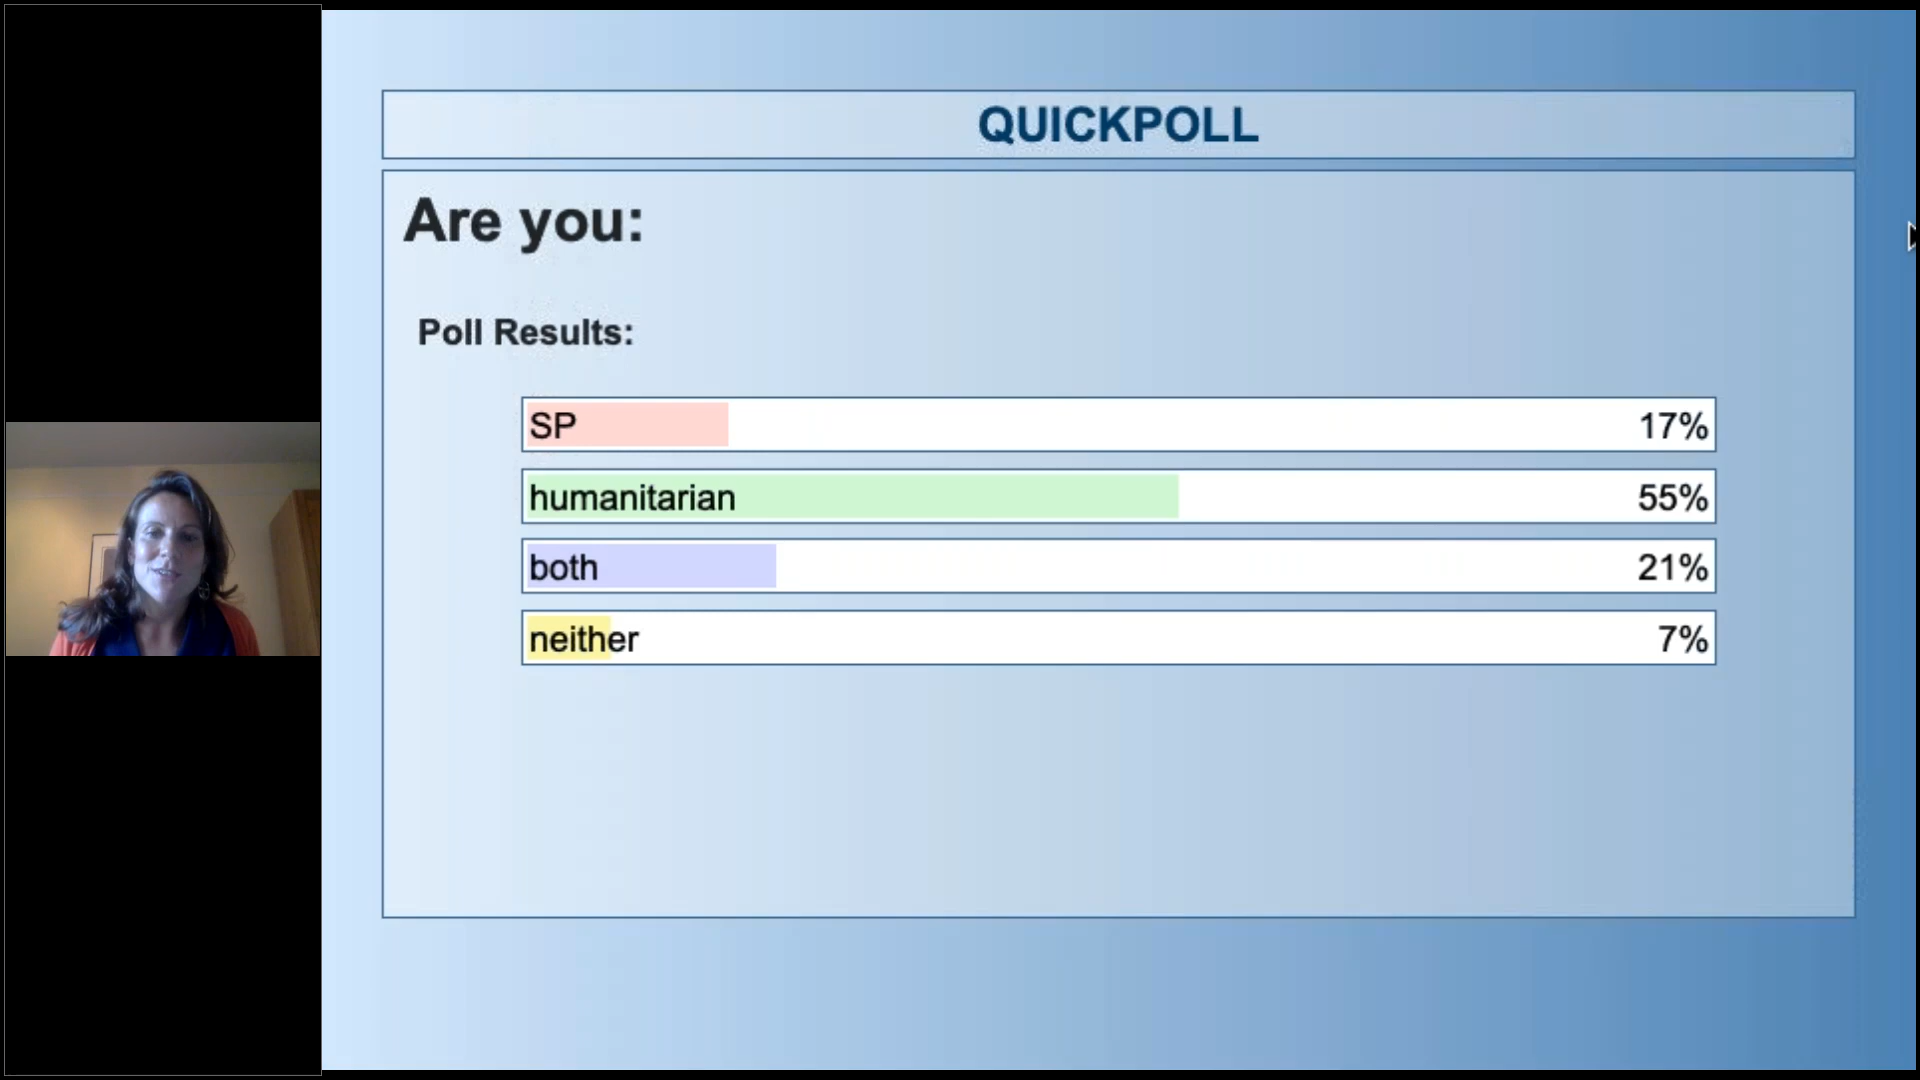 QUICKPOLL
Are you:
Poll Results:
SP 17%
humanitarian 55%
both 21%
neither 7%